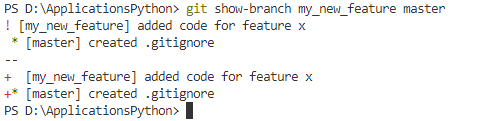 PS D:\ApplicationsPython> git show-branch my_new_feature master
! [my_new_feature] added code for feature x
 * [master] created .gitignore
--
+  [my_new_feature] added code for feature x
+* [master] created .gitignore
PS D:\ApplicationsPython>